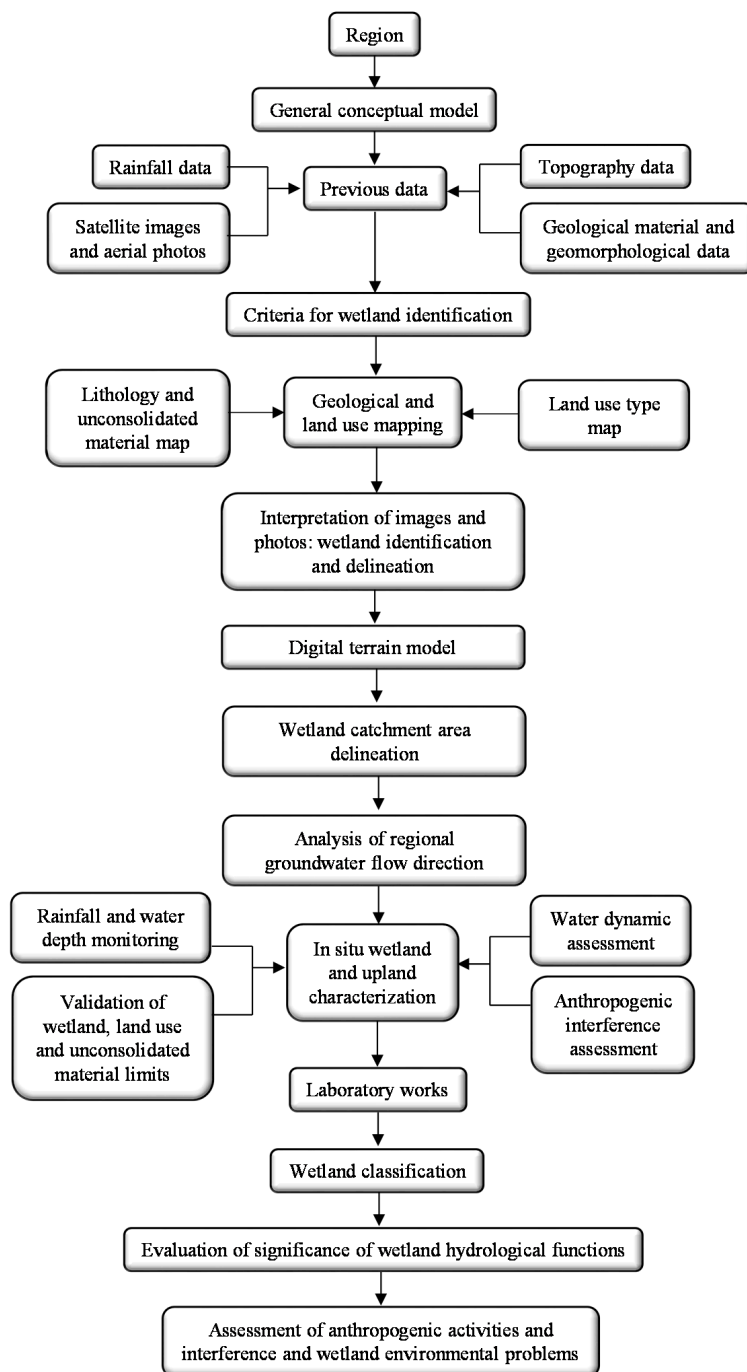 Region
General conceptual model
Rainfall data
Previous data
Topography data
Satellite images
and aerial photos
Geological material and
geomorphological data
Criteria for wetland identification
Lithology and
unconsolidated
material map
Geological and
land use mapping
Land use type
map
Interpretation of images and
photos: wetland identification
and delineation
Digital terrain model
Wetland catchment area
delineation
Analysis of regional
groundwater flow direction
Rainfall and water
depth monitoring
In situ wetland
and upland
characterization
Water dynamic
assessment
Validation of
wetland, land use
and unconsolidated
material limits
Anthropogenic
interference
assessment
Laboratory works
Wetland classification
Evaluation of significance of wetland hydrological functions
Assessment of anthropogenic activities and
interference and wetland environmental problems